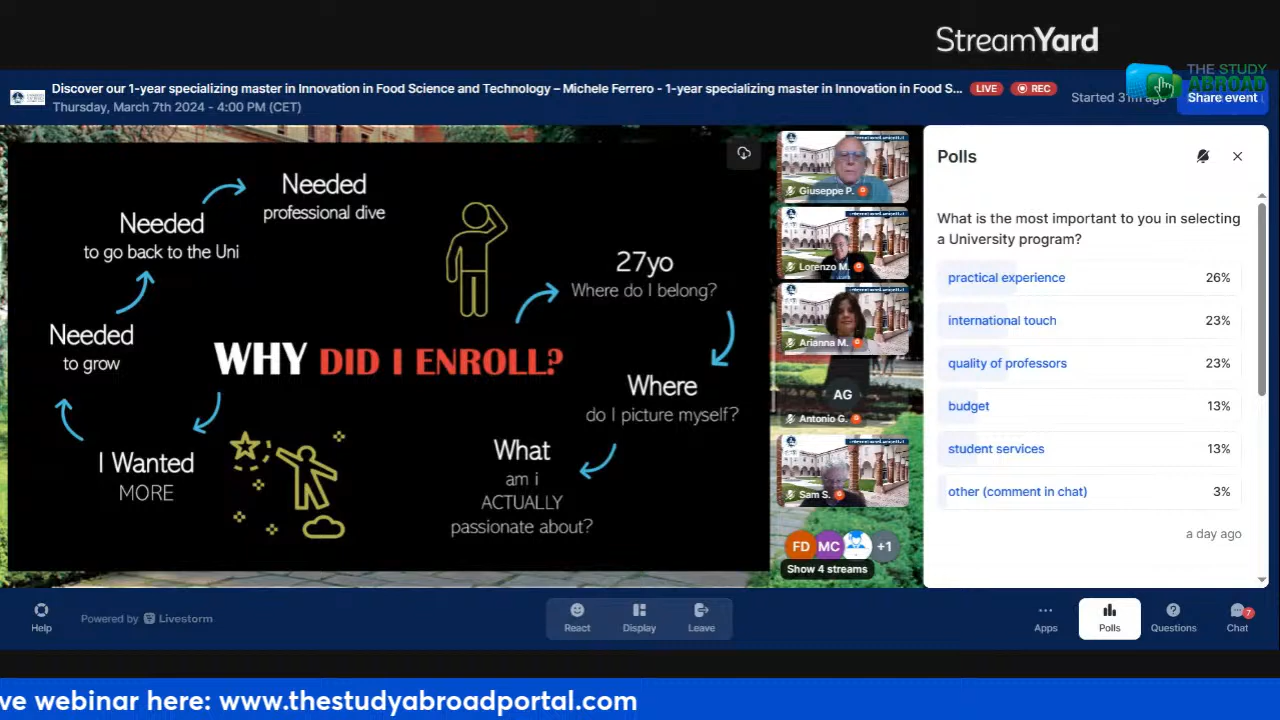 StreamYard
THE STUDY
ABROAD
Discover our 1-year specializing master in Innovation in Food Science and Technology – Michele Ferrero - 1-year specializing master in Innovation in Food S...
LIVE
REC
Thursday, March 7th 2024 - 4:00 PM (CET)
Started 31m ago
Share event
Needed
professional dive
Needed
to go back to the Uni
27yo
Where do I belong?
Needed
to grow
WHY DID I ENROLL?
Where
do I picture myself?
I Wanted
MORE
What
am i
ACTUALLY
passionate about?
Giuseppe P.
Lorenzo M.
Arianna M.
AG
Antonio G.
Sam S.
FD
MC
+1
Show 4 streams
Polls
What is the most important to you in selecting
a University program?
practical experience 26%
international touch 23%
quality of professors 23%
budget 13%
student services 13%
other (comment in chat) 3%
a day ago
Help
Powered by Livestorm
React
Display
Leave
Apps
Polls
Questions
7
Chat
ve webinar here: www.thestudyabroadportal.com